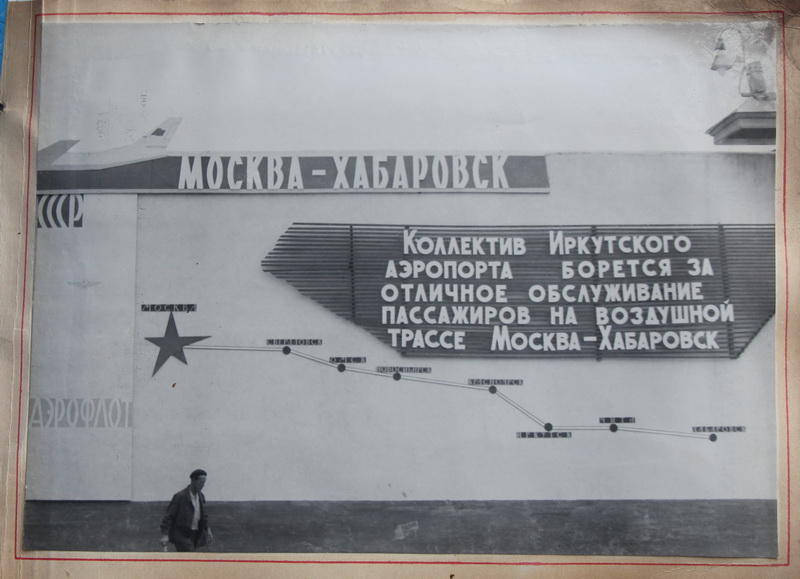 МОСКВА-ХАБАРОВСК
СССР
КОЛЛЕКТИВ ИРКУТСКОГО
АЭРОПОРТА БОРЕТСЯ ЗА
ОТЛИЧНОЕ ОБСЛУЖИВАНИЕ
ПАССАЖИРОВ НА ВОЗДУШНОЙ
ТРАССЕ МОСКВА-ХАБАРОВСК
МОСКВА
СВЕРДЛОВСК
ОМСК
НОВОСИБИРСК
КРАСНОЯРСК
ИРКУТСК
ЧИТА
ХАБАРОВСК
АЭРОФЛОТ